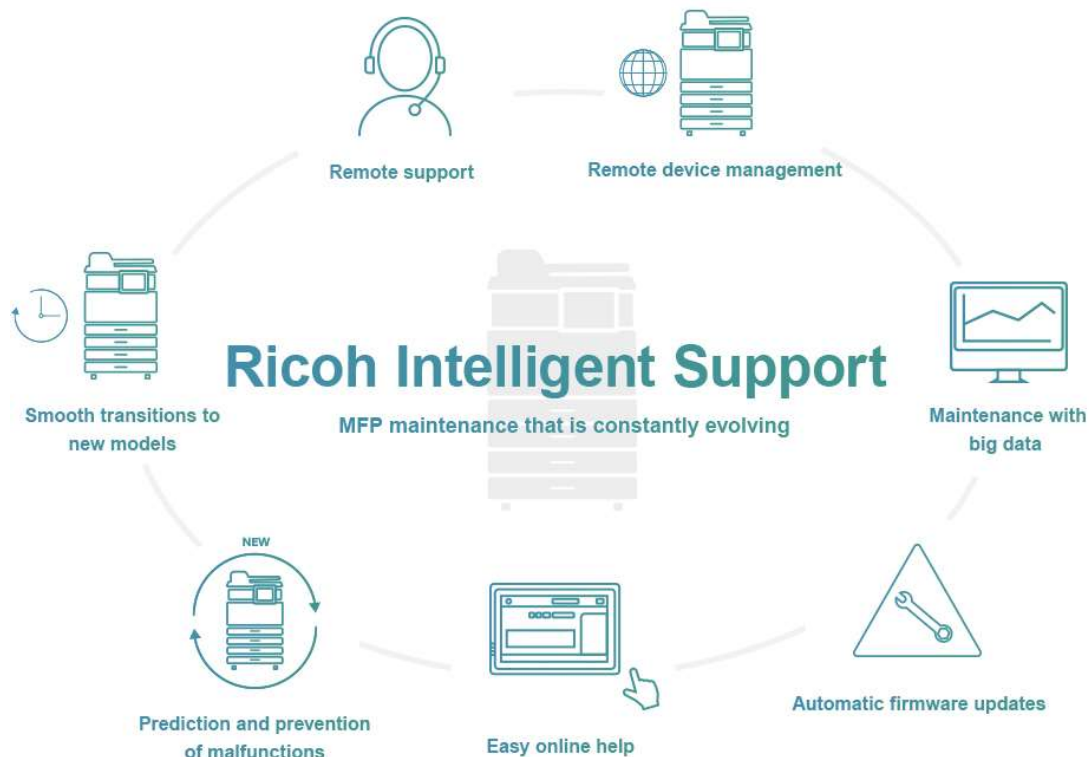 Remote support
Remote device management
Ricoh Intelligent Support
MFP maintenance that is constantly evolving
Smooth transitions to
new models
Maintenance with
big data
NEW
Prediction and prevention
of malfunctions
Easy online help
Automatic firmware updates